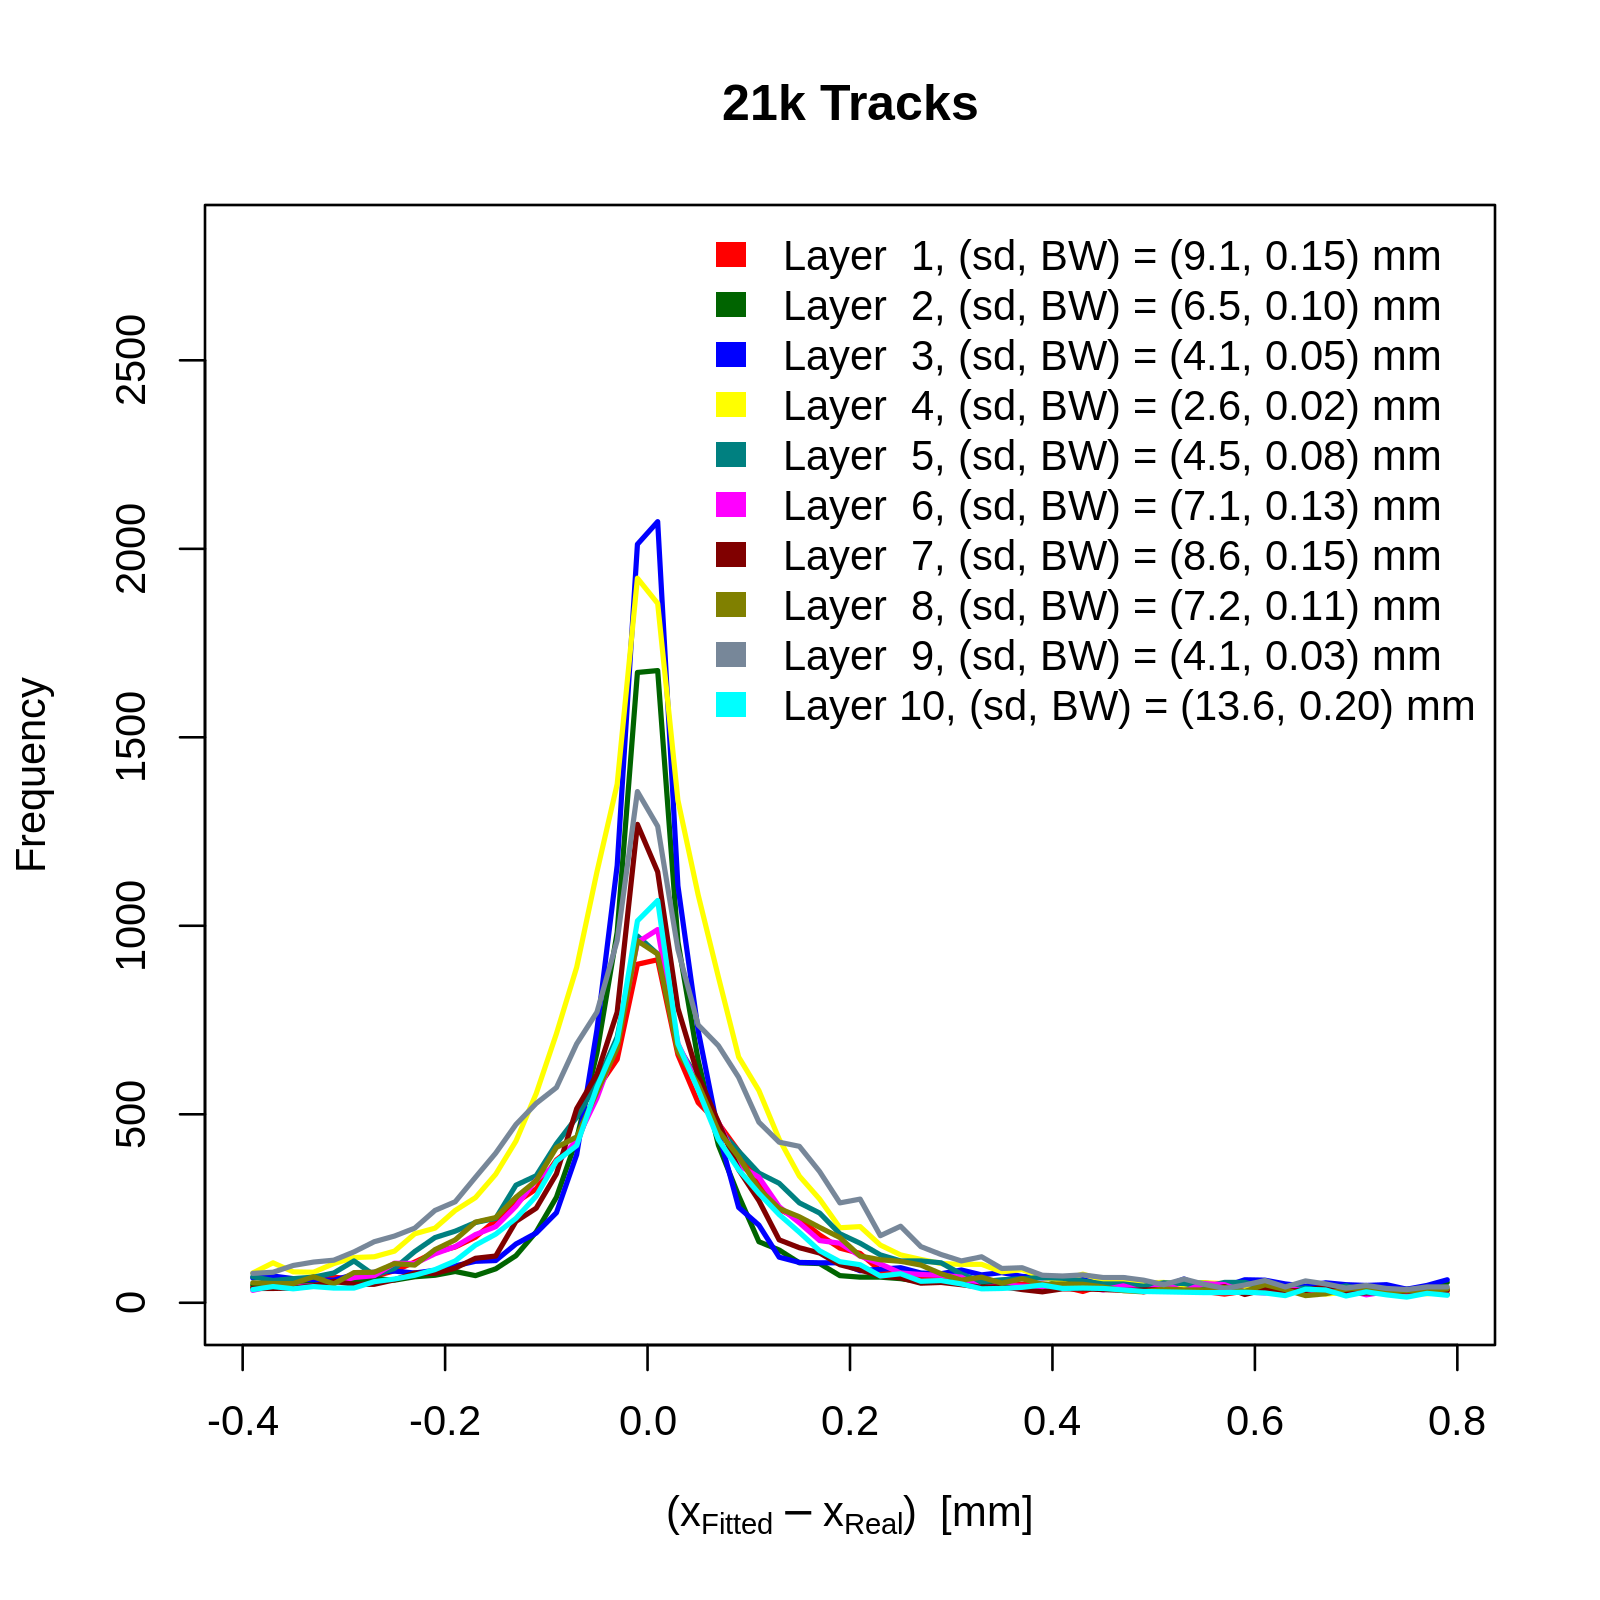 21k Tracks
Layer 1, (sd, BW) = (9.1, 0.15) mm
Layer 2, (sd, BW) = (6.5, 0.10) mm
Layer 3, (sd, BW) = (4.1, 0.05) mm
Layer 4, (sd, BW) = (2.6, 0.02) mm
Layer 5, (sd, BW) = (4.5, 0.08) mm
Layer 6, (sd, BW) = (7.1, 0.13) mm
Layer 7, (sd, BW) = (8.6, 0.15) mm
Layer 8, (sd, BW) = (7.2, 0.11) mm
Layer 9, (sd, BW) = (4.1, 0.03) mm
Layer 10, (sd, BW) = (13.6, 0.20) mm
Frequency
2500
2000
1500
1000
500
0
-0.4 -0.2 0.0 0.2 0.4 0.6 0.8
(xFitted − xReal) [mm]